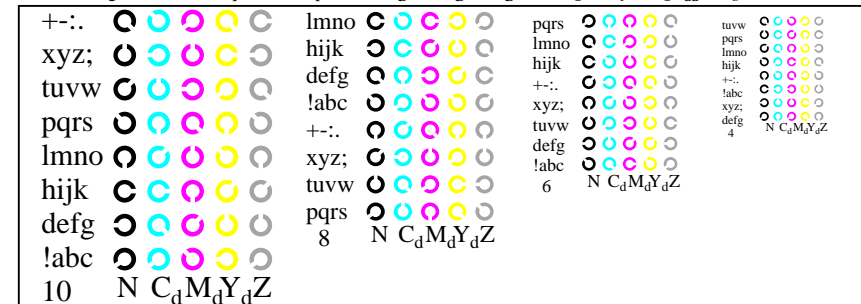 +-:.
xyz;
tuvw
pqrs
lmno
hijk
defg
!abc
10 N CdMdYdZ
lmno
hijk
defg
!abc
+-:.
xyz;
tuvw
pqrs
8 N CdMdYdZ
pqrs
lmno
hijk
+-:.
xyz;
tuvw
defg
!abc
6 N CdMdYdZ
tuvw
pqrs
lmno
hijk
+-:.
!abc
xyz;
defg
4 N CdMdYdZ